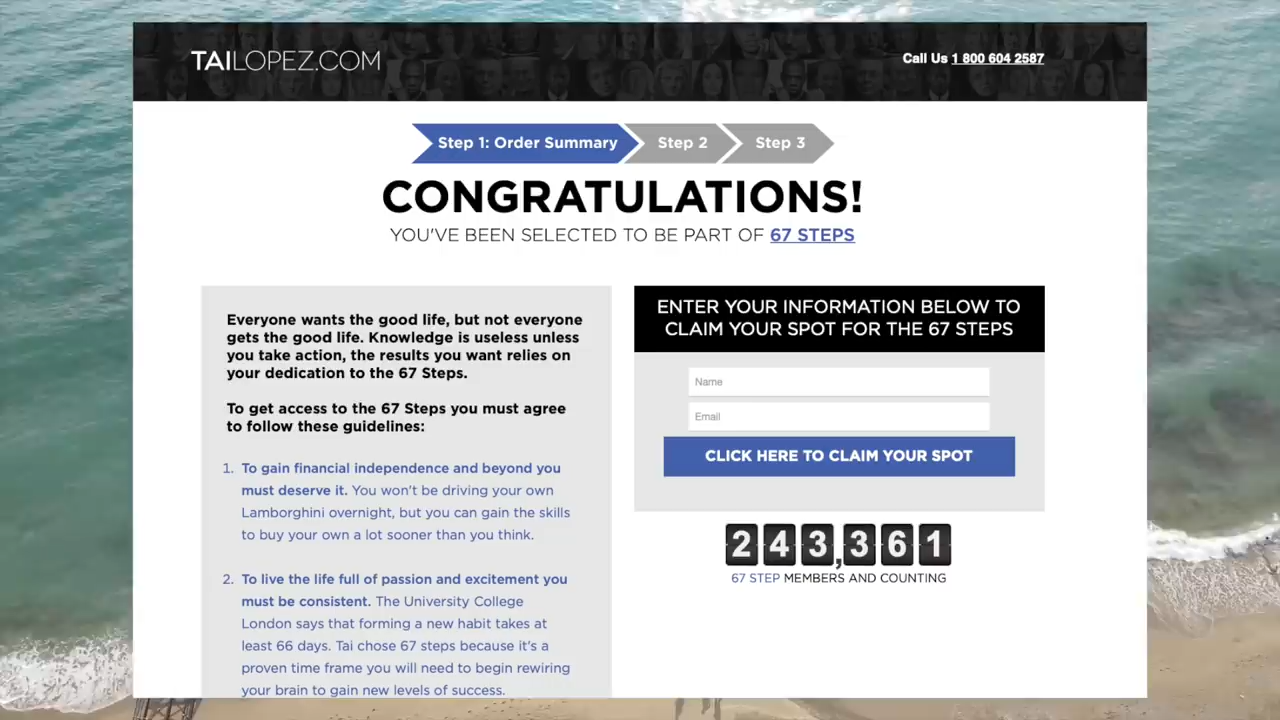 TAILOPEZ.COM
Call Us 1 800 604 2587
Step 1: Order Summary
Step 2
Step 3
CONGRATULATIONS!
YOU'VE BEEN SELECTED TO BE PART OF 67 STEPS
Everyone wants the good life, but not everyone
gets the good life. Knowledge is useless unless
you take action, the results you want relies on
your dedication to the 67 Steps.
To get access to the 67 Steps you must agree
to follow these guidelines:
1. To gain financial independence and beyond you
must deserve it. You won't be driving your own
Lamborghini overnight, but you can gain the skills
to buy your own a lot sooner than you think.
2. To live the life full of passion and excitement you
must be consistent. The University College
London says that forming a new habit takes at
least 66 days. Tai chose 67 steps because it's a
proven time frame you will need to begin rewiring
your brain to gain new levels of success.
ENTER YOUR INFORMATION BELOW TO
CLAIM YOUR SPOT FOR THE 67 STEPS
Name
Email
CLICK HERE TO CLAIM YOUR SPOT
243,361
67 STEP MEMBERS AND COUNTING